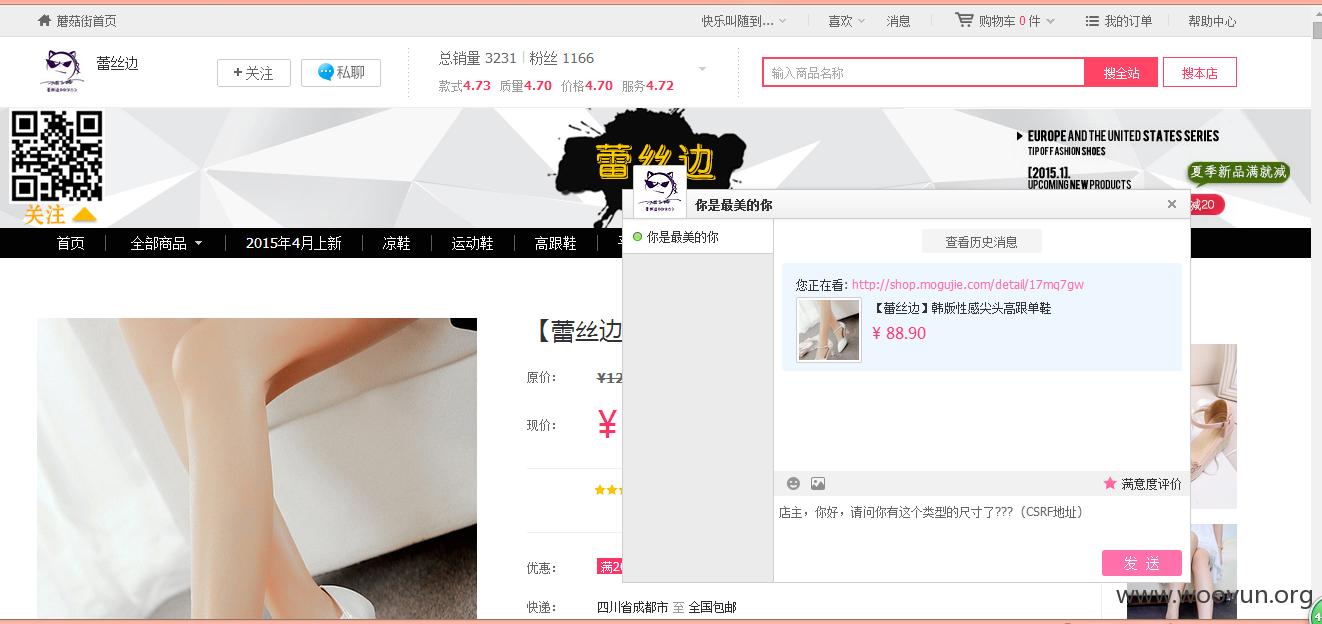 蘑菇街首页 快乐叫随到... 喜欢 消息 购物车 0 件 我的订单 帮助中心
蕾丝边 +关注 私聊
总销量 3231 粉丝 1166
款式4.73 质量4.70 价格4.70 服务4.72
输入商品名称 搜全站 搜本店
蕾丝边
EUROPE AND THE UNITED STATES SERIES
TIP OFF ASHION SHOES
[2015.1].
UPCOMING NEW PRODUCTS
夏季新品满就减
减20
关注
首页 全部商品 2015年4月上新 凉鞋 运动鞋 高跟鞋
你是最美的你
你是最美的你
查看历史消息
您正在看: http://shop.mogujie.com/detail/17mq7gw
【蕾丝边】韩版性感尖头高跟单鞋
¥ 88.90
满意度评价
店主，你好，请问你有这个类型的尺寸了???（CSRF地址）
发 送
【蕾丝边
原价： ¥12
现价： ¥
优惠： 满20
快递： 四川省成都市 至 全国包邮
www.wooyun.org